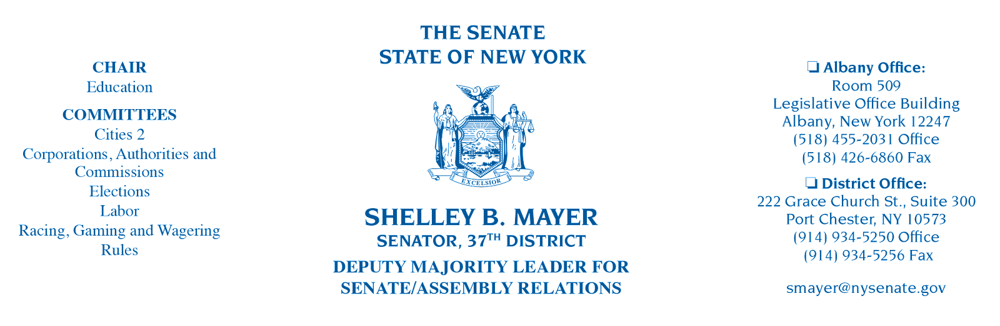 CHAIR
Education
COMMITTEES
Cities 2
Corporations, Authorities and
Commissions
Elections
Labor
Racing, Gaming and Wagering
Rules
THE SENATE
STATE OF NEW YORK
EXCELSIOR
SHELLEY B. MAYER
SENATOR, 37TH DISTRICT
DEPUTY MAJORITY LEADER FOR
SENATE/ASSEMBLY RELATIONS
❏ Albany Office:
Room 509
Legislative Office Building
Albany, New York 12247
(518) 455-2031 Office
(518) 426-6860 Fax
❏ District Office:
222 Grace Church St., Suite 300
Port Chester, NY 10573
(914) 934-5250 Office
(914) 934-5256 Fax
smayer@nysenate.gov